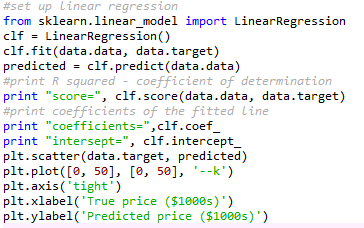 #set up linear regression
from sklearn.linear_model import LinearRegression
clf = LinearRegression()
clf.fit(data.data, data.target)
predicted = clf.predict(data.data)
#print R squared - coefficient of determination
print "score=", clf.score(data.data, data.target)
#print coefficients of the fitted line
print "coefficients=",clf.coef_
print "intersept=", clf.intercept_
plt.scatter(data.target, predicted)
plt.plot([0, 50], [0, 50], '--k')
plt.axis('tight')
plt.xlabel('True price ($1000s)')
plt.ylabel('Predicted price ($1000s)')